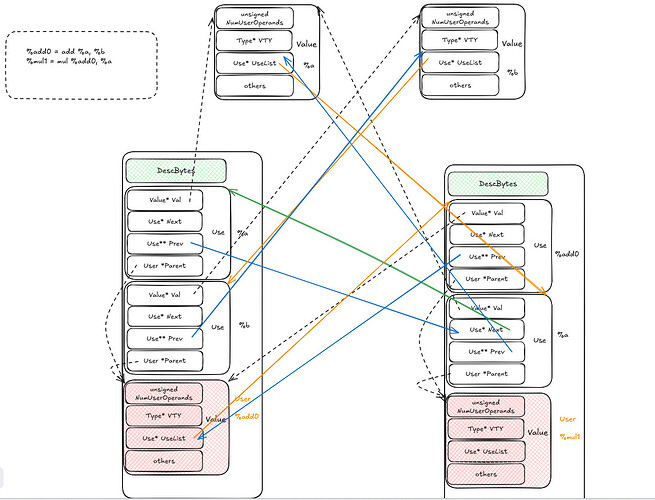 %add0 = add %a, %b
%mul1 = mul %add0, %a
unsigned
NumUserOperands
Type* VTY
Use* UseList
others
Value
%a
unsigned
NumUserOperands
Type* VTY
Use* UseList
others
Value
%b
DescBytes
Value* Val
Use* Next
Use** Prev
User *Parent
Use
%a
Value* Val
Use* Next
Use** Prev
User *Parent
Use
%b
unsigned
NumUserOperands
Type* VTY
Use* UseList
others
Value
User
%add0
DescBytes
Value* Val
Use* Next
Use** Prev
User *Parent
Use
%add0
Value* Val
Use* Next
Use** Prev
User *Parent
Use
%a
unsigned
NumUserOperands
Type* VTY
Use* UseList
others
Value
User
%mul1